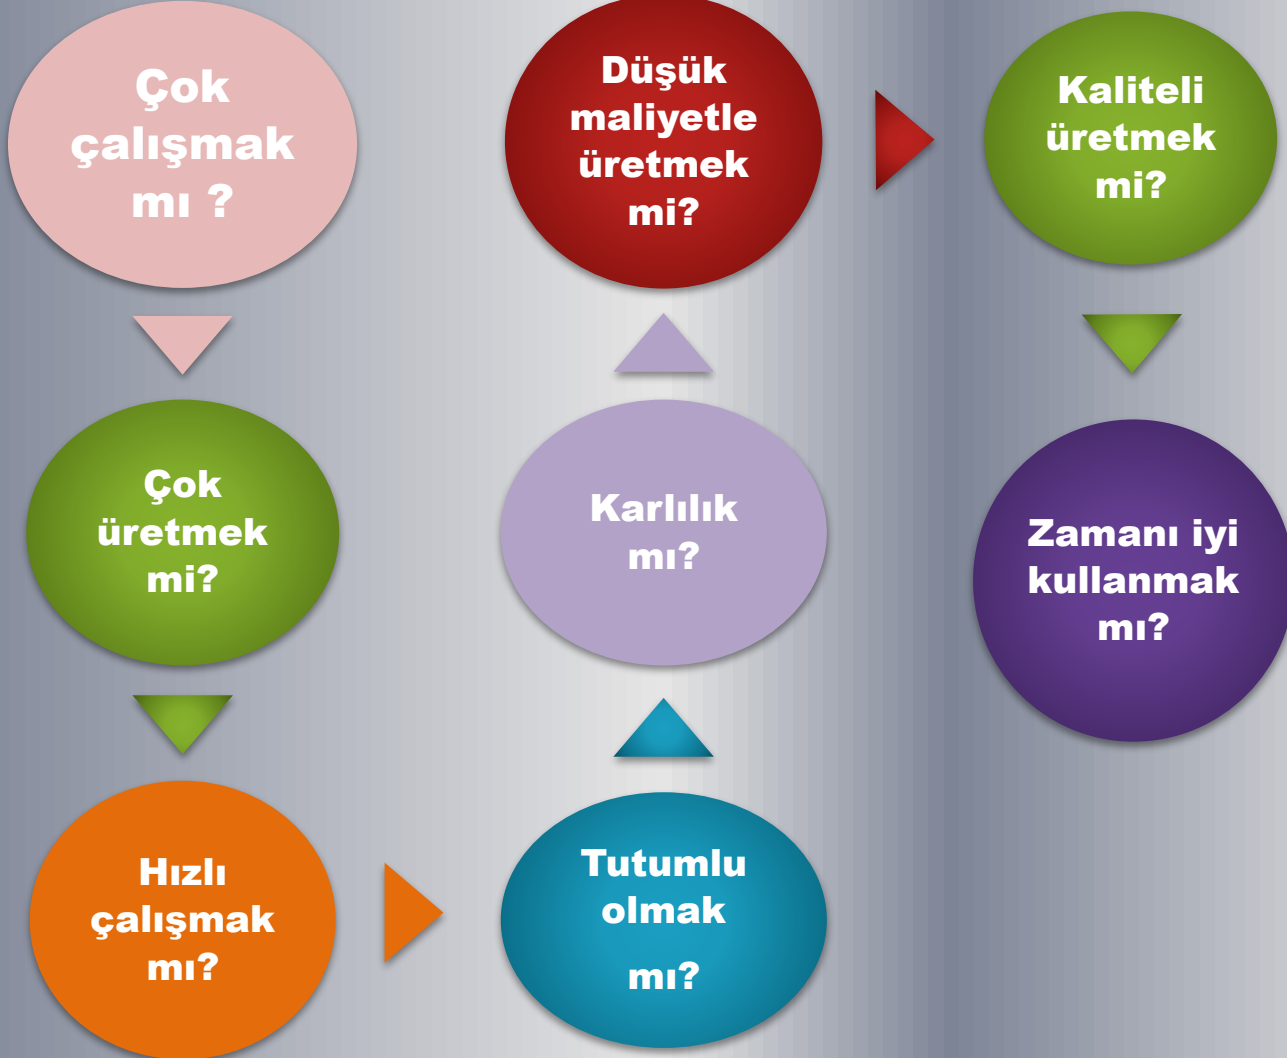 Çok
çalışmak
mı ?
Çok
üretmek
mi?
Hızlı
çalışmak
mı?
Tutumlu
olmak
mı?
Karlılık
mı?
Düşük
maliyetle
üretmek
mi?
Kaliteli
üretmek
mi?
Zamanı iyi
kullanmak
mı?